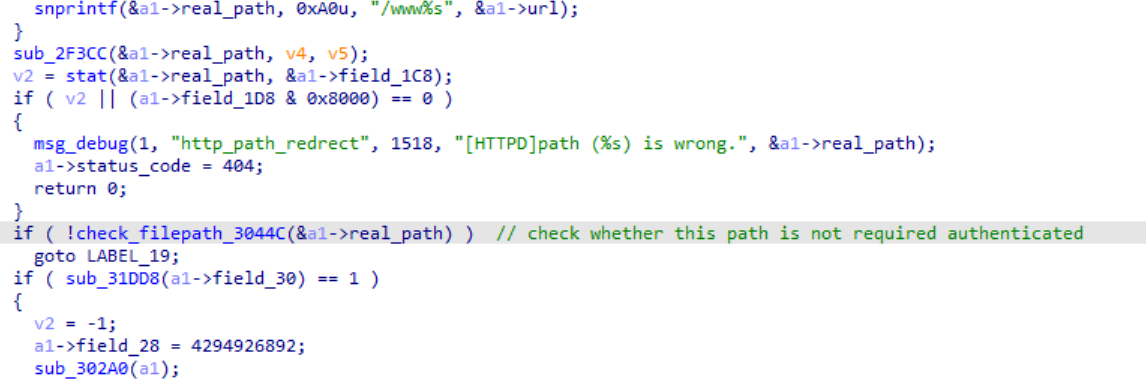 snprintf(&a1->real_path, 0xA0u, "/www%s", &a1->url);
}
sub_2F3CC(&a1->real_path, v4, v5);
v2 = stat(&a1->real_path, &a1->field_1C8);
if ( v2 || (a1->field_1D8 & 0x8000) == 0 )
{
msg_debug(1, "http_path_redrect", 1518, "[HTTPD]path (%s) is wrong.", &a1->real_path);
a1->status_code = 404;
return 0;
}
if ( !check_filepath_3044C(&a1->real_path) )  // check whether this path is not required authenticated
goto LABEL_19;
if ( sub_31DD8(a1->field_30) == 1 )
{
v2 = -1;
a1->field_28 = 4294926892;
sub_302A0(a1);